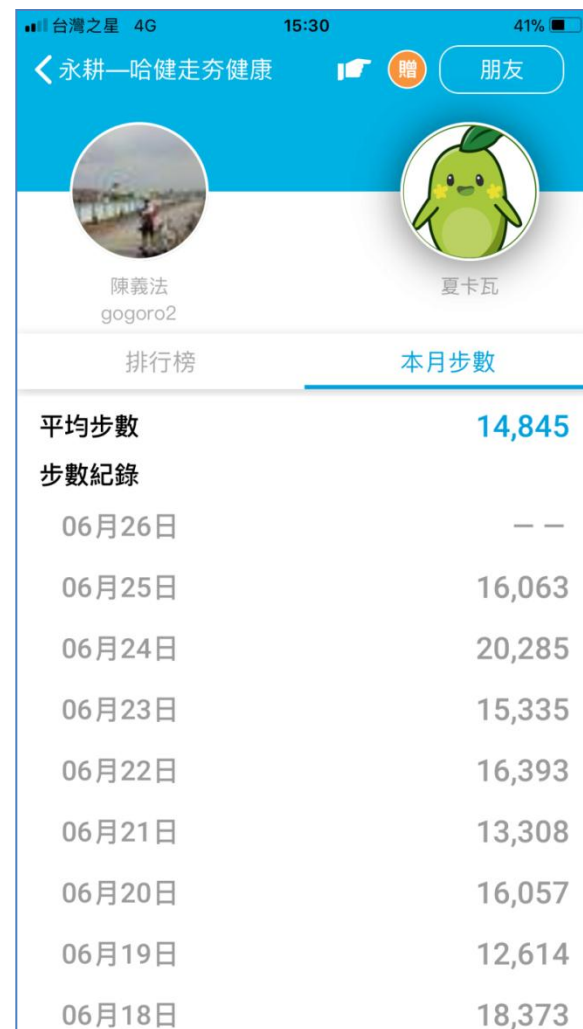 台灣之星 4G 15:30 41%
永耕—哈健走夯健康 贈 朋友
陳義法 夏卡瓦
gogoro2
排行榜 本月步數
平均步數 14,845
步數紀錄
06月26日 – –
06月25日 16,063
06月24日 20,285
06月23日 15,335
06月22日 16,393
06月21日 13,308
06月20日 16,057
06月19日 12,614
06月18日 18,373